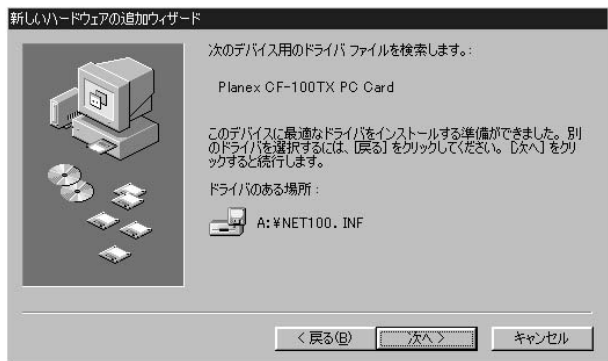 新しいハードウェアの追加ウィザード
次のデバイス用のドライバ ファイルを検索します。:
Planex CF-100TX PC Card
このデバイスに最適なドライバをインストールする準備ができました。別
のドライバを選択するには、[戻る] をクリックしてください。[次へ] をクリ
ックすると続行します。
ドライバのある場所:
A:¥NET100.INF
< 戻る(B)
次へ >
キャンセル